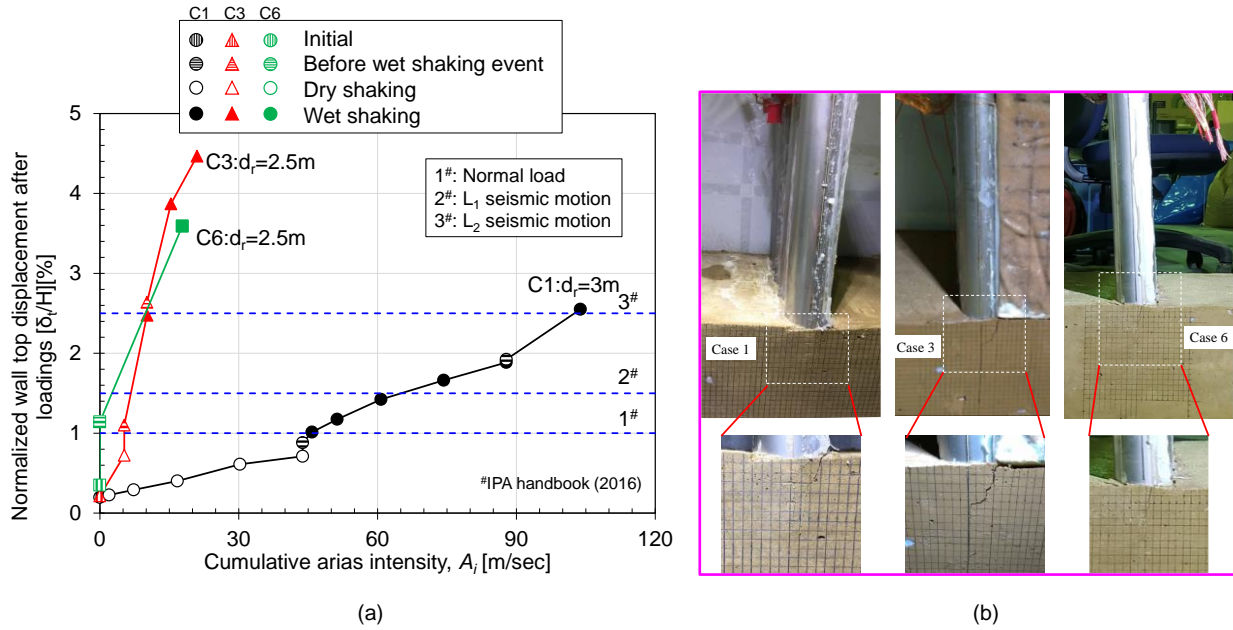 C1 C3 C6
Initial
Before wet shaking event
Dry shaking
Wet shaking
Normalized wall top displacement after
loadings [δt/H][%]
5
4
3
2
1
0
C3:dr=2.5m
C6:dr=2.5m
C1:dr=3m
1#: Normal load
2#: L1 seismic motion
3#: L2 seismic motion
3#
2#
1#
#IPA handbook (2016)
0 30 60 90 120
Cumulative arias intensity, Ai [m/sec]
(a)
Case 1
Case 3
Case 6
(b)